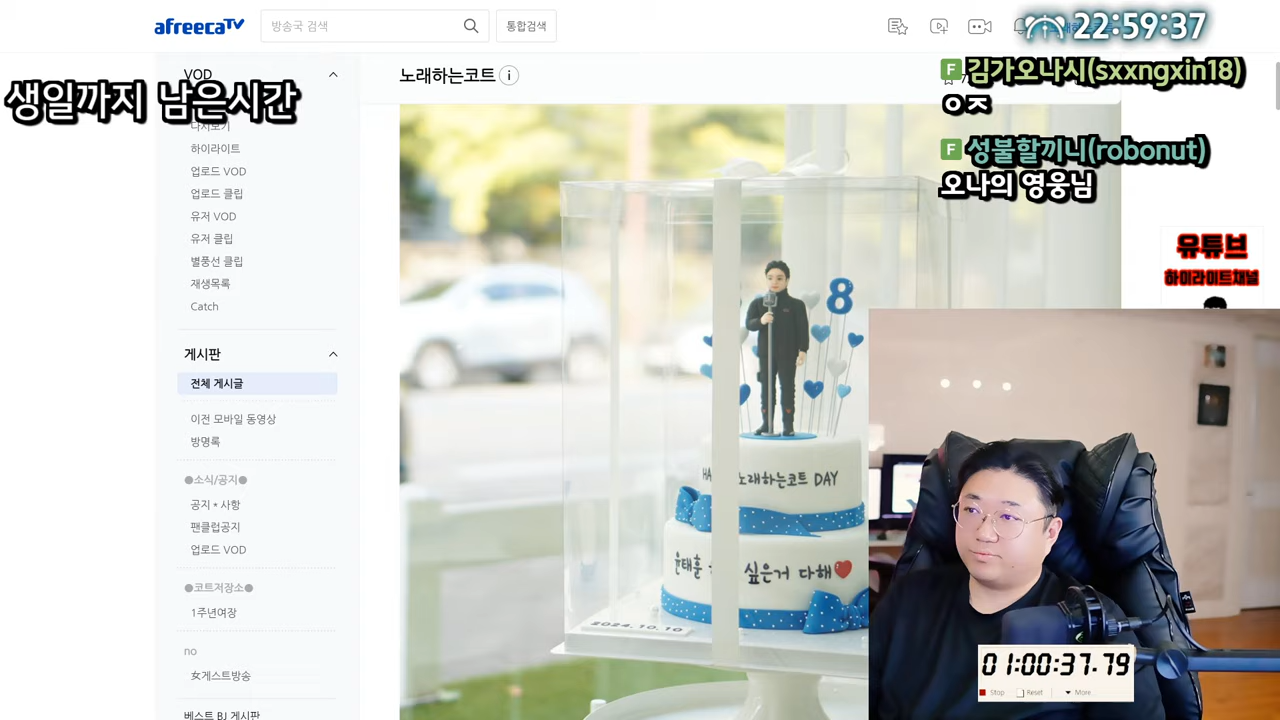 afreecaTV
방송국 검색
통합검색
22:59:37
VOD
생일까지 남은시간
다시보기
하이라이트
업로드 VOD
업로드 클립
유저 VOD
유저 클립
별풍선 클립
재생목록
Catch
게시판
전체 게시글
이전 모바일 동영상
방명록
●소식/공지●
공지 * 사항
팬클럽공지
업로드 VOD
●코트저장소●
1주년여장
no
女게스트방송
베스트 BJ 게시판
노래하는코트
F 김가오나시(sxxngxin18)
ㅇㅈ
F 성불할끼니(robonut)
오나의 영웅님
유튜브
하이라이트채널
8
노래하는코트 DAY
윤태훈
싶은거 다해
2024.10.10
01:00:37.79
Stop
Reset
More...